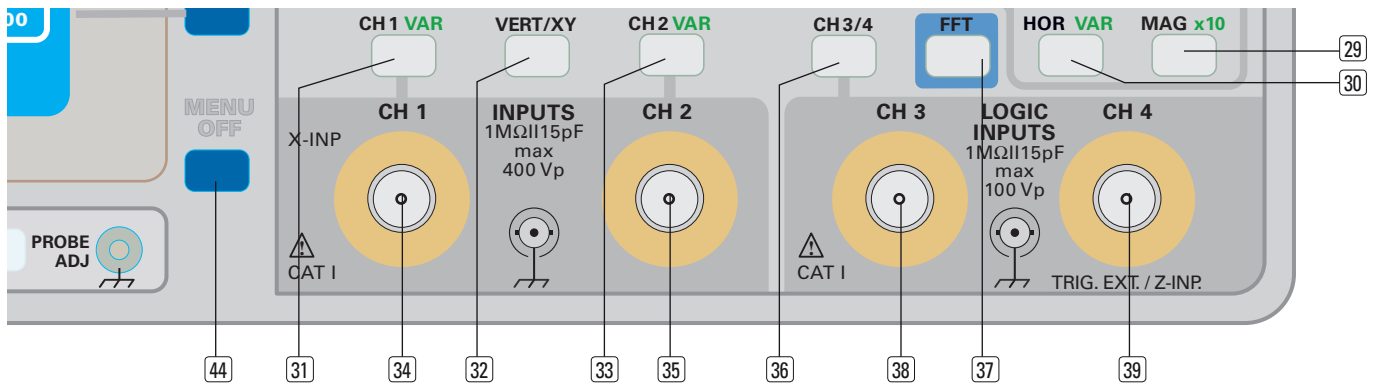 00
CH 1 VAR
VERT/XY
CH 2 VAR
CH 3/4
FFT
HOR VAR
MAG x10
29
30
MENU
OFF
X-INP
CH 1
INPUTS
1MΩII15pF
max
400 Vp
CH 2
CH 3
LOGIC
INPUTS
1MΩII15pF
max
100 Vp
CH 4
PROBE
ADJ
CAT I
CAT I
TRIG. EXT. / Z-INP.
44
31
34
32
33
35
36
38
37
39